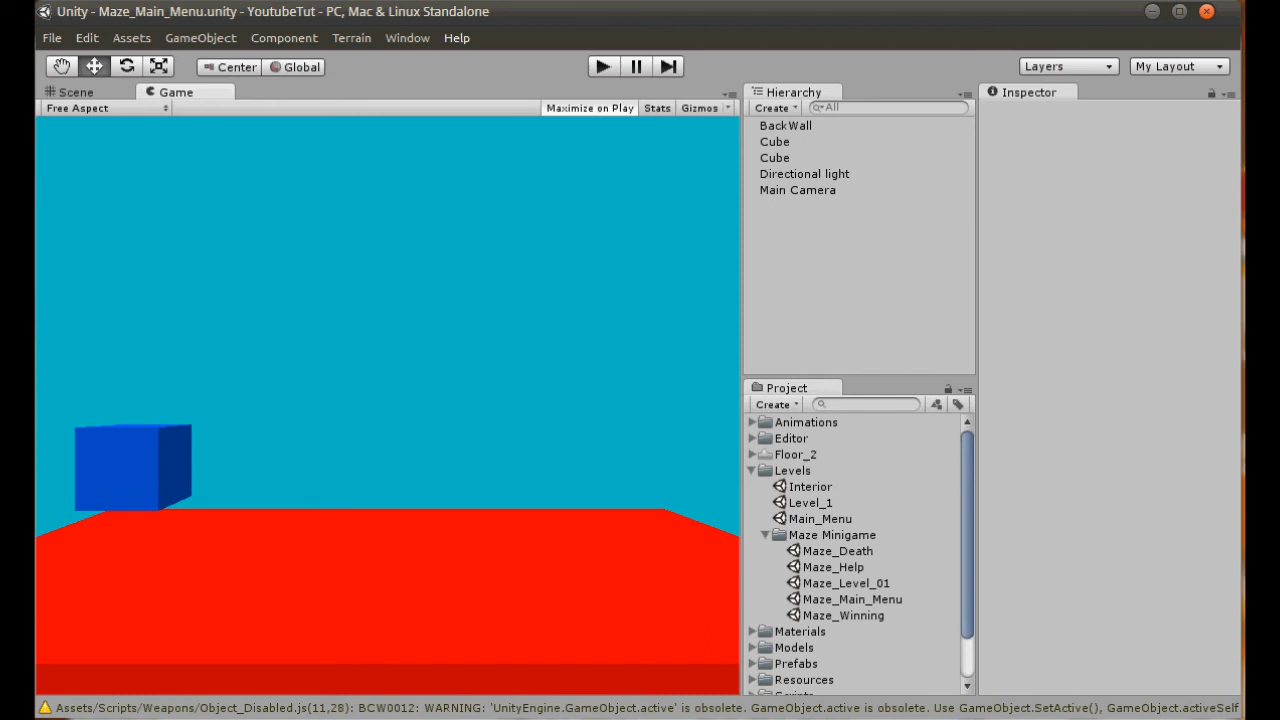 Unity - Maze_Main_Menu.unity - YoutubeTut - PC, Mac & Linux Standalone
File Edit Assets GameObject Component Terrain Window Help
Center Global Layers My Layout
Scene Game Hierarchy Inspector
Free Aspect Maximize on Play Stats Gizmos Create All
BackWall
Cube
Cube
Directional light
Main Camera
Project
Create
Animations
Editor
Floor_2
Levels
Interior
Level_1
Main_Menu
Maze Minigame
Maze_Death
Maze_Help
Maze_Level_01
Maze_Main_Menu
Maze_Winning
Materials
Models
Prefabs
Resources
Assets/Scripts/Weapons/Object_Disabled.js(11,28): BCW0012: WARNING: 'UnityEngine.GameObject.active' is obsolete. GameObject.active is obsolete. Use GameObject.SetActive(), GameObject.activeSelf